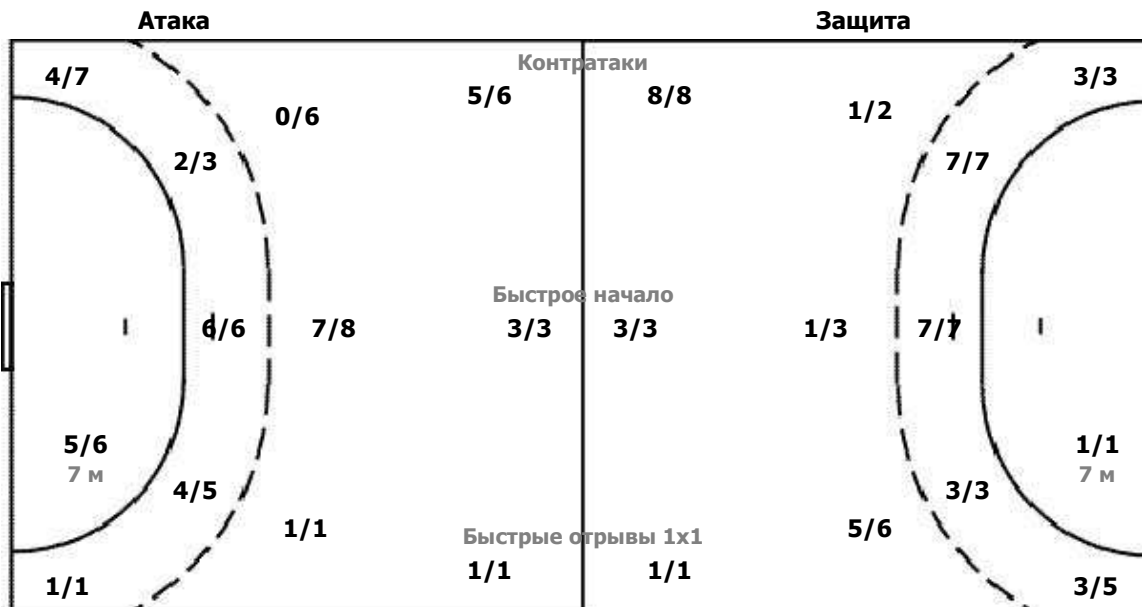 Атака Защита
Контратаки
4/7 3/3
5/6 8/8
0/6 1/2
2/3 7/7
Быстрое начало
6/6 7/8 3/3 3/3 1/3 7/7
5/6 1/1
7 м 7 м
4/5 3/3
1/1 5/6
Быстрые отрывы 1x1
1/1 1/1
1/1 3/5